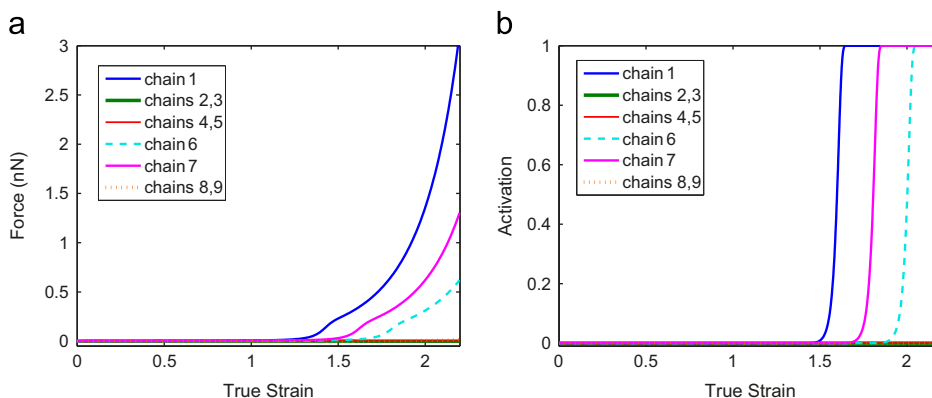 a
3
2.5
2
1.5
1
0.5
0
Force (nN)
chain 1
chains 2,3
chains 4,5
chain 6
chain 7
chains 8,9
0 0.5 1 1.5 2
True Strain
b
1
0.8
0.6
0.4
0.2
0
Activation
chain 1
chains 2,3
chains 4,5
chain 6
chain 7
chains 8,9
0 0.5 1 1.5 2
True Strain